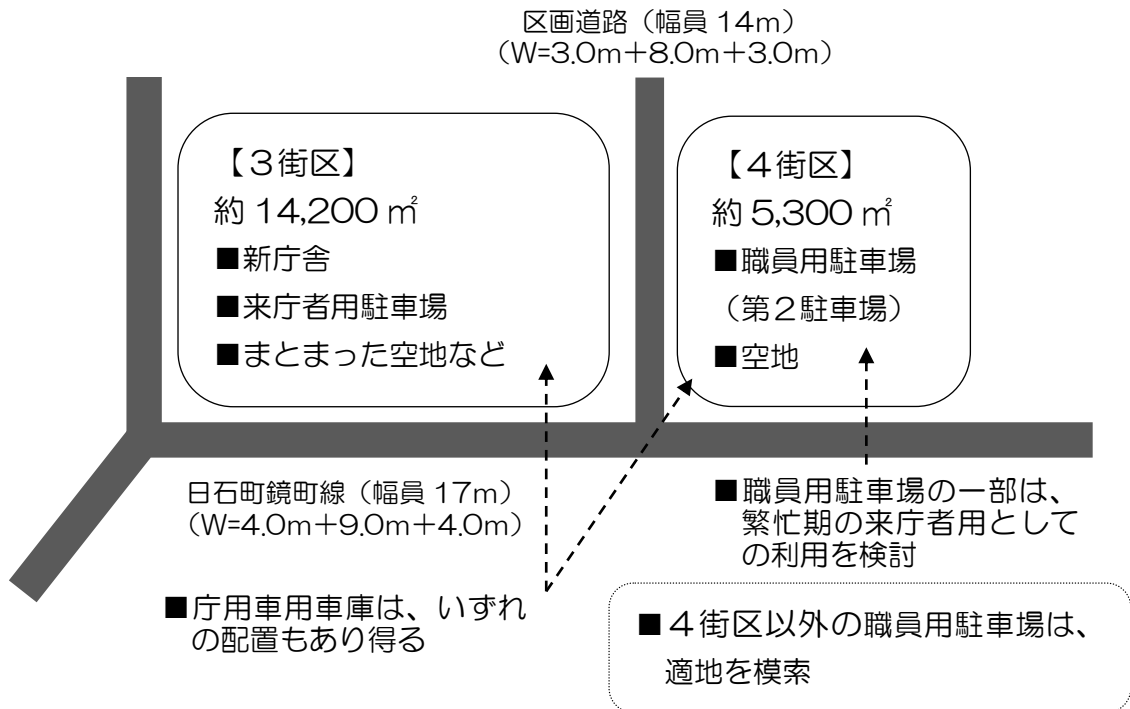 区画道路（幅員 14m）
（W=3.0m＋8.0m＋3.0m）
【３街区】
約 14,200 ㎡
■新庁舎
■来庁者用駐車場
■まとまった空地など
【４街区】
約 5,300 ㎡
■職員用駐車場
（第２駐車場）
■空地
日石町鏡町線（幅員 17m）
（W=4.0m＋9.0m＋4.0m）
■職員用駐車場の一部は、
繁忙期の来庁者用として
の利用を検討
■庁用車用車庫は、いずれ
の配置もあり得る
■４街区以外の職員用駐車場は、
適地を模索